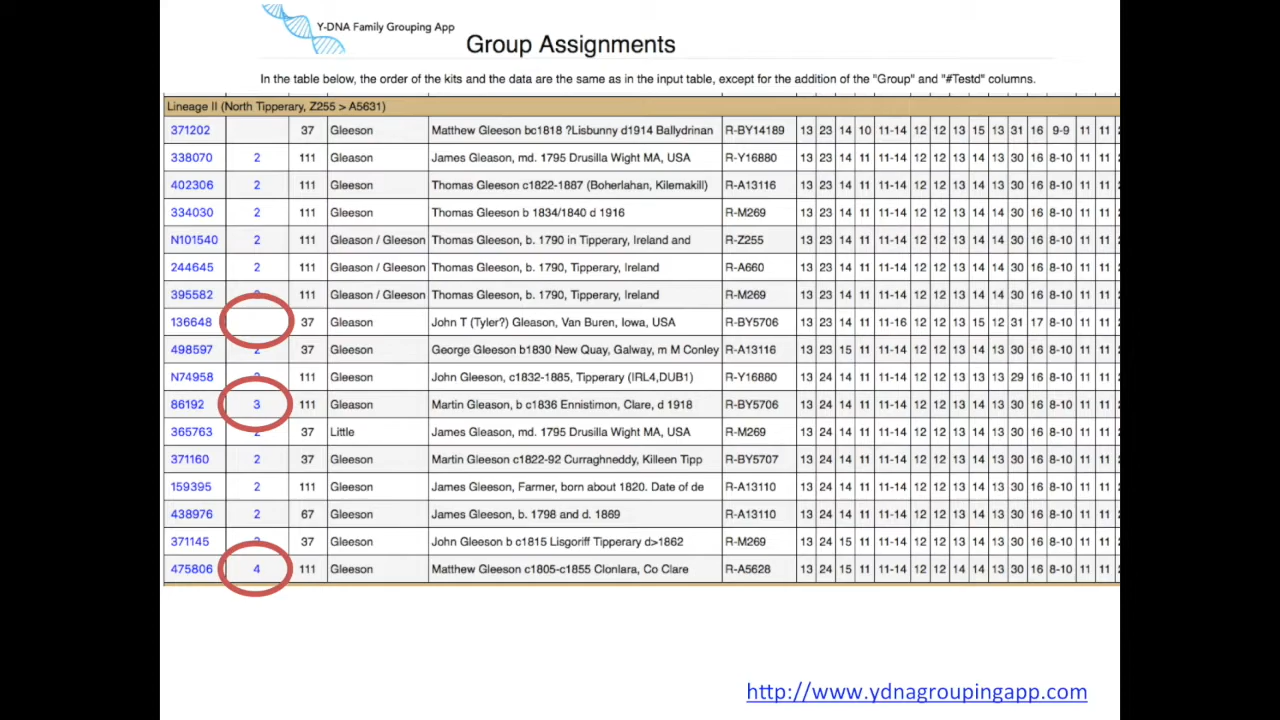 Y-DNA Family Grouping App
Group Assignments
In the table below, the order of the kits and the data are the same as in the input table, except for the addition of the "Group" and "#Testd" columns.
Lineage II (North Tipperary, Z255 > A5631)
371202 37 Gleeson Matthew Gleeson bc1818 ?Lisbunny d1914 Ballydrinan R-BY14189 13 23 14 10 11-14 12 12 13 15 13 31 16 9-9 11 11
338070 2 111 Gleason James Gleason, md. 1795 Drusilla Wight MA, USA R-Y16880 13 23 14 11 11-14 12 12 13 14 13 30 16 8-10 11 11
402306 2 111 Gleeson Thomas Gleeson c1822-1887 (Boherlahan, Kilemakill) R-A13116 13 23 14 11 11-14 12 12 13 14 13 30 16 8-10 11 11
334030 2 111 Gleeson Thomas Gleeson b 1834/1840 d 1916 R-M269 13 23 14 11 11-14 12 12 13 14 14 30 16 8-10 11 11
N101540 2 111 Gleason / Gleeson Thomas Gleeson, b. 1790 in Tipperary, Ireland and R-Z255 13 23 14 11 11-14 12 12 13 14 14 30 16 8-10 11 11
244645 2 111 Gleason / Gleeson Thomas Gleeson, b. 1790, Tipperary, Ireland R-A660 13 23 14 11 11-14 12 12 13 14 14 30 16 8-10 11 11
395582 2 111 Gleason / Gleeson Thomas Gleeson, b. 1790, Tipperary, Ireland R-M269 13 23 14 11 11-14 12 12 13 14 14 30 16 8-10 11 11
136648 37 Gleason John T (Tyler?) Gleason, Van Buren, Iowa, USA R-BY5706 13 23 14 11 11-16 12 12 13 15 12 31 17 8-10 11 11
498597 2 37 Gleeson George Gleeson b1830 New Quay, Galway, m M Conley R-A13116 13 23 15 11 11-14 12 12 13 14 13 30 16 8-10 11 11
N74958 2 111 Gleeson John Gleeson, c1832-1885, Tipperary (IRL4,DUB1) R-Y16880 13 24 14 11 11-14 12 12 13 13 13 29 16 8-10 11 11
86192 3 111 Gleason Martin Gleason, b c1836 Ennistimon, Clare, d 1918 R-BY5706 13 24 14 11 11-14 12 12 13 14 13 30 16 8-10 11 11
365763 2 37 Little James Gleason, md. 1795 Drusilla Wight MA, USA R-M269 13 24 14 11 11-14 12 12 13 14 13 30 16 8-10 11 11
371160 2 37 Gleeson Martin Gleeson c1822-92 Curraghneddy, Killeen Tipp R-BY5707 13 24 14 11 11-14 12 12 13 14 13 30 16 8-10 11 11
159395 2 111 Gleeson James Gleeson, Farmer, born about 1820. Date of de R-A13110 13 24 14 11 11-14 12 12 13 14 13 30 16 8-10 11 11
438976 2 67 Gleeson James Gleeson, b. 1798 and d. 1869 R-A13110 13 24 14 11 11-14 12 12 13 14 13 30 16 8-10 11 11
371145 37 Gleeson John Gleeson b c1815 Lisgoriff Tipperary d>1862 R-M269 13 24 15 11 11-14 12 12 13 14 13 30 16 8-10 11 11
475806 4 111 Gleeson Matthew Gleeson c1805-c1855 Clonlara, Co Clare R-A5628 13 24 15 11 11-14 12 12 14 14 13 30 16 8-10 11 11
http://www.ydnagroupingapp.com